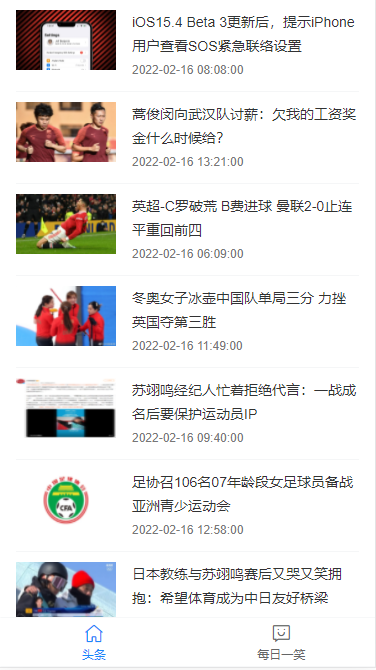 iOS15.4 Beta 3更新后，提示iPhone
用户查看SOS紧急联络设置
2022-02-16 08:08:00
蒿俊闵向武汉队讨薪：欠我的工资奖
金什么时候给？
2022-02-16 13:21:00
英超-C罗破荒 B费进球 曼联2-0止连
平重回前四
2022-02-16 06:09:00
冬奥女子冰壶中国队单局三分 力挫
英国夺第三胜
2022-02-16 11:49:00
苏翊鸣经纪人忙着拒绝代言：一战成
名后要保护运动员IP
2022-02-16 09:40:00
足协召106名07年龄段女足球员备战
亚洲青少运动会
2022-02-16 12:58:00
CFA
日本教练与苏翊鸣赛后又哭又笑拥
抱：希望体育成为中日友好桥梁
头条
每日一笑